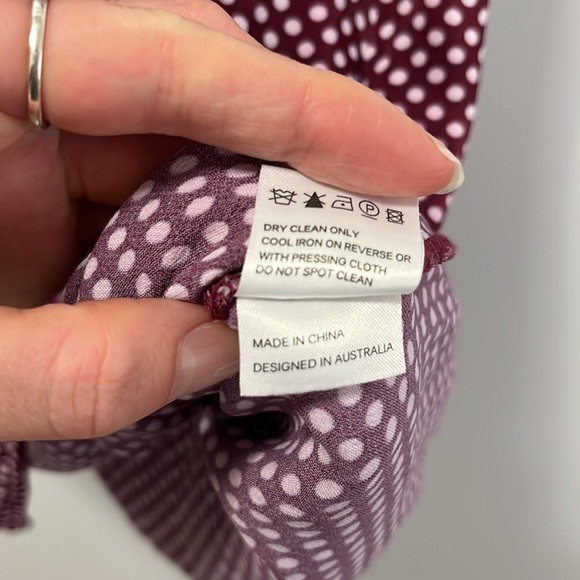 P
DRY CLEAN ONLY
COOL IRON ON REVERSE OR
WITH PRESSING CLOTH
DO NOT SPOT CLEAN
MADE IN CHINA
DESIGNED IN AUSTRALIA